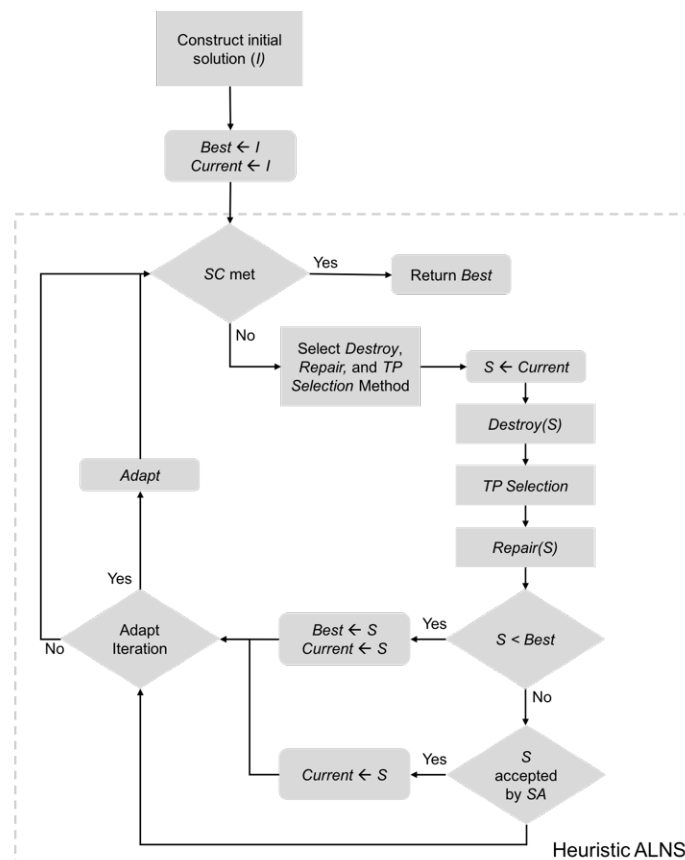 Construct initial
solution (I)
Best ← I
Current ← I
SC met
Yes
Return Best
No
Select Destroy,
Repair, and TP
Selection Method
S ← Current
Destroy(S)
Adapt
TP Selection
Repair(S)
Yes
Adapt
Iteration
No
Best ← S
Current ← S
Yes
S < Best
No
Current ← S
Yes
S
accepted
by SA
Heuristic ALNS